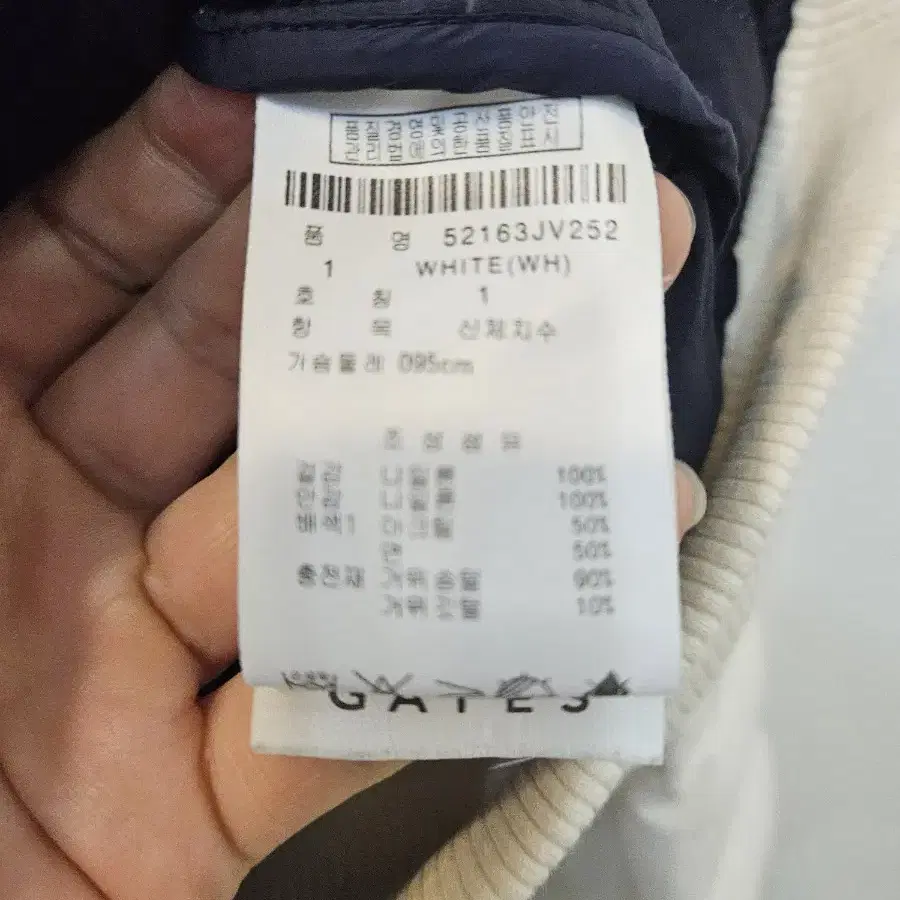 품 명 52163JV252
1 WHITE(WH)
호 칭 1
항 목 신체치수
가슴둘레 095cm
겉감 나일론 100%
안감 나일론 100%
배색1 아크릴 50%
면 50%
충전재 거위솜털 90%
거위깃털 10%
GATES